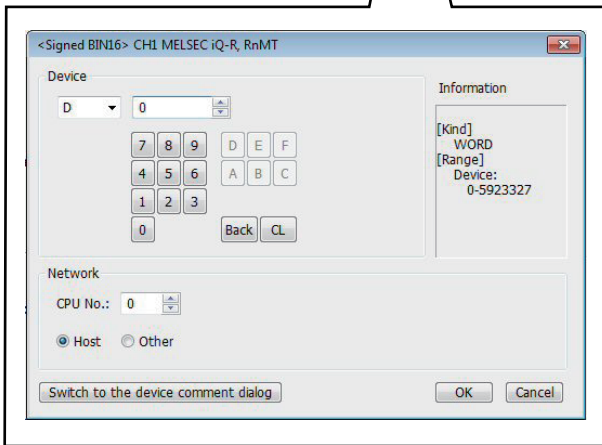 <Signed BIN16> CH1 MELSEC iQ-R, RnMT
Device
D 0
7 8 9 D E F
4 5 6 A B C
1 2 3
0 Back CL
Information
[Kind]
WORD
[Range]
Device:
0-5923327
Network
CPU No.: 0
Host Other
Switch to the device comment dialog OK Cancel